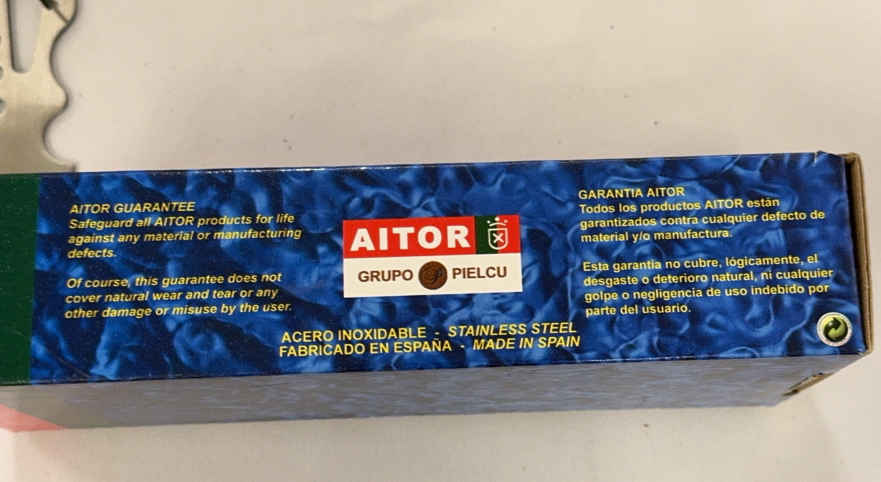 AITOR GUARANTEE
Safeguard all AITOR products for life
against any material or manufacturing
defects.
Of course, this guarantee does not
cover natural wear and tear or any
other damage or misuse by the user.
AITOR
GRUPO PIELCU
ACERO INOXIDABLE - STAINLESS STEEL
FABRICADO EN ESPAÑA - MADE IN SPAIN
GARANTIA AITOR
Todos los productos AITOR están
garantizados contra cualquier defecto de
material y/o manufactura.
Esta garantía no cubre, lógicamente, el
desgaste o deterioro natural, ni cualquier
golpe o negligencia de uso indebido por
parte del usuario.